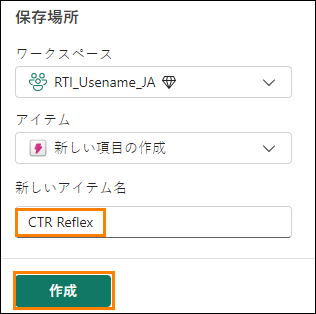 保存場所
ワークスペース
RTI_Usename_JA
アイテム
新しい項目の作成
新しいアイテム名
CTR Reflex
作成